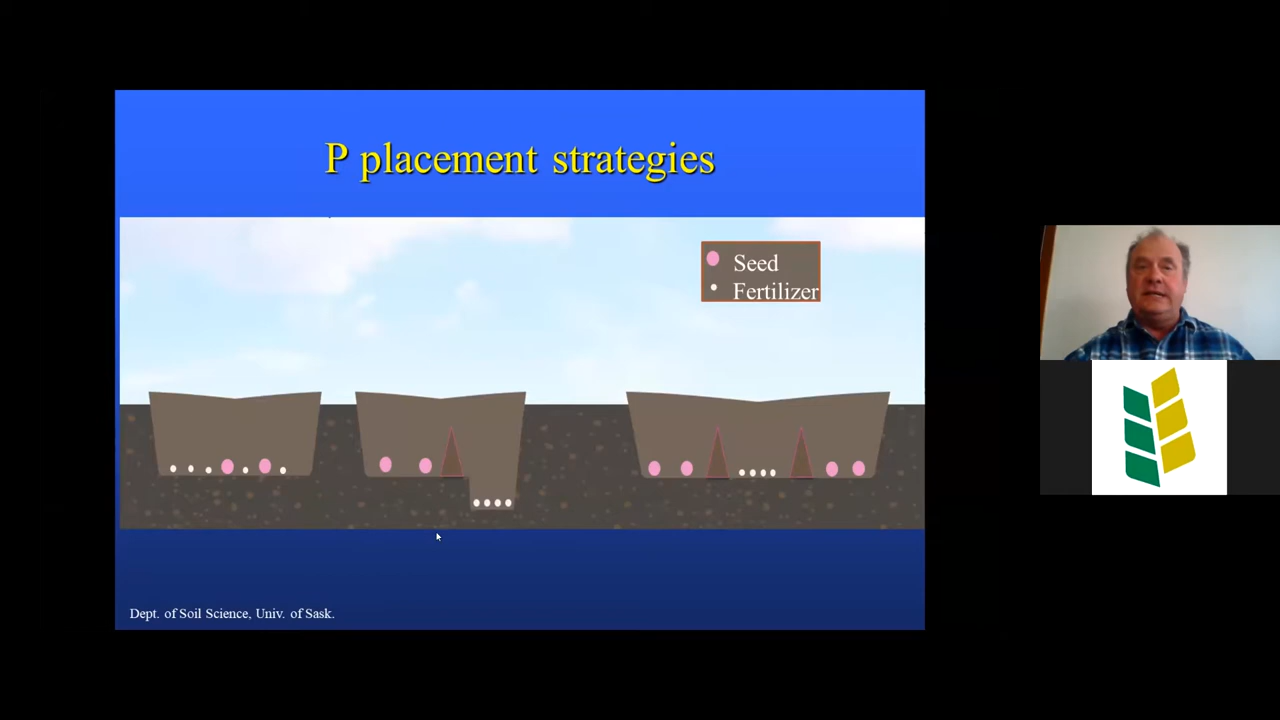 P placement strategies
Seed
Fertilizer
Dept. of Soil Science, Univ. of Sask.